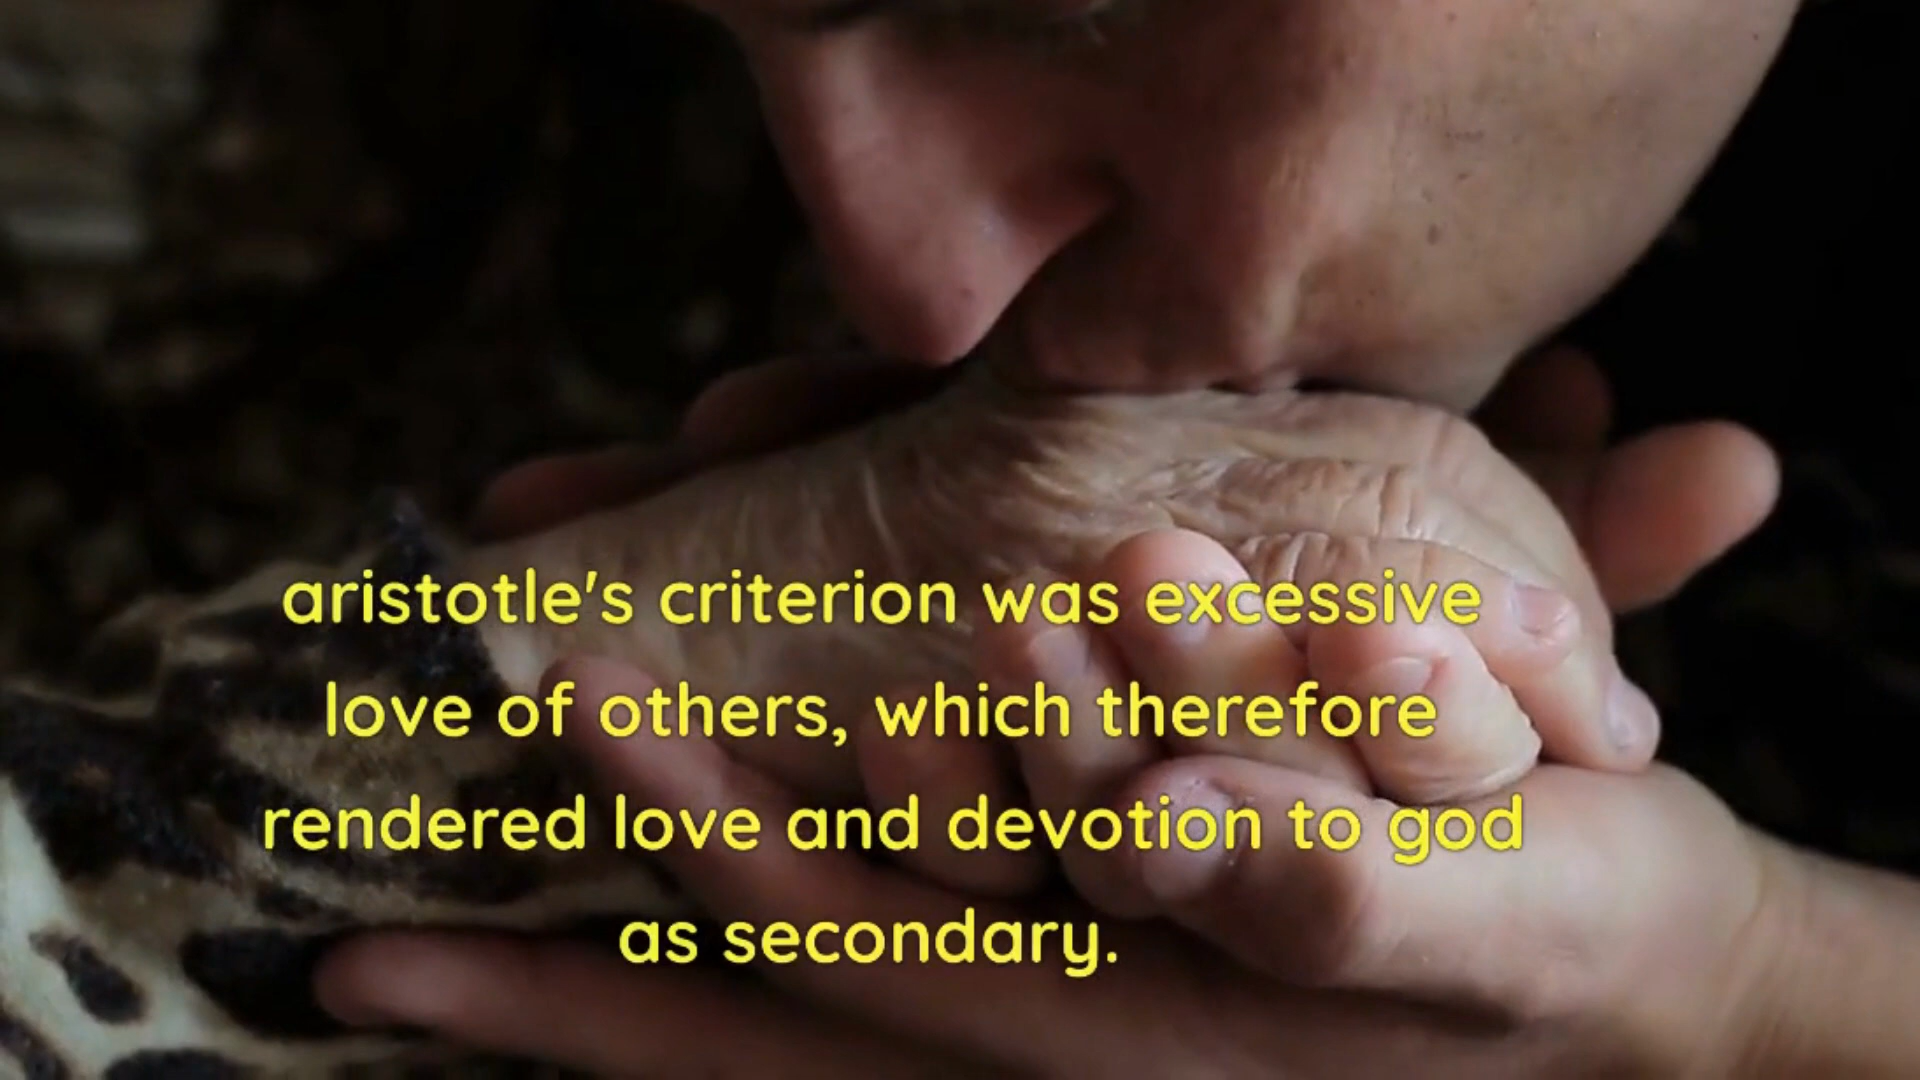 aristotle's criterion was excessive
love of others, which therefore
rendered love and devotion to god
as secondary.